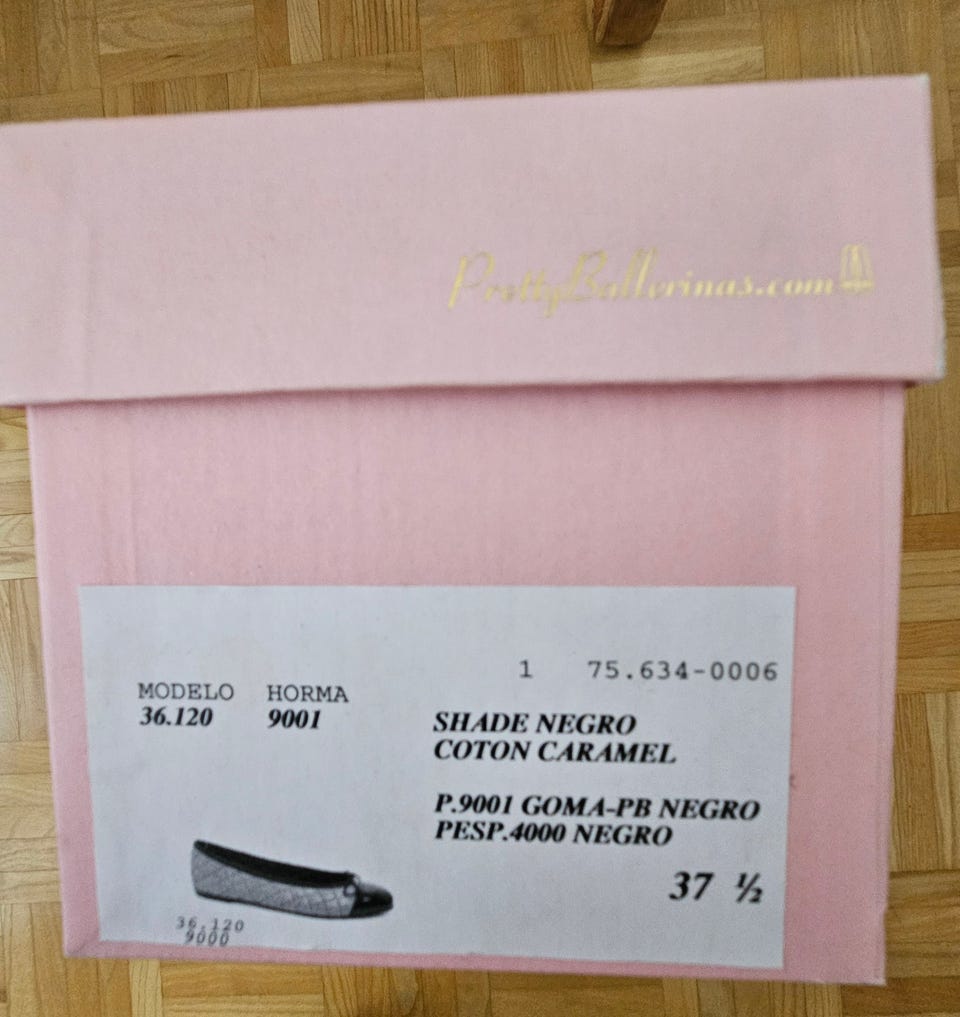 PrettyBallerinas.com
1 75.634-0006
MODELO HORMA
36.120 9001
SHADE NEGRO
COTON CARAMEL
P.9001 GOMA-PB NEGRO
PESP.4000 NEGRO
37 ½
36.120
9000